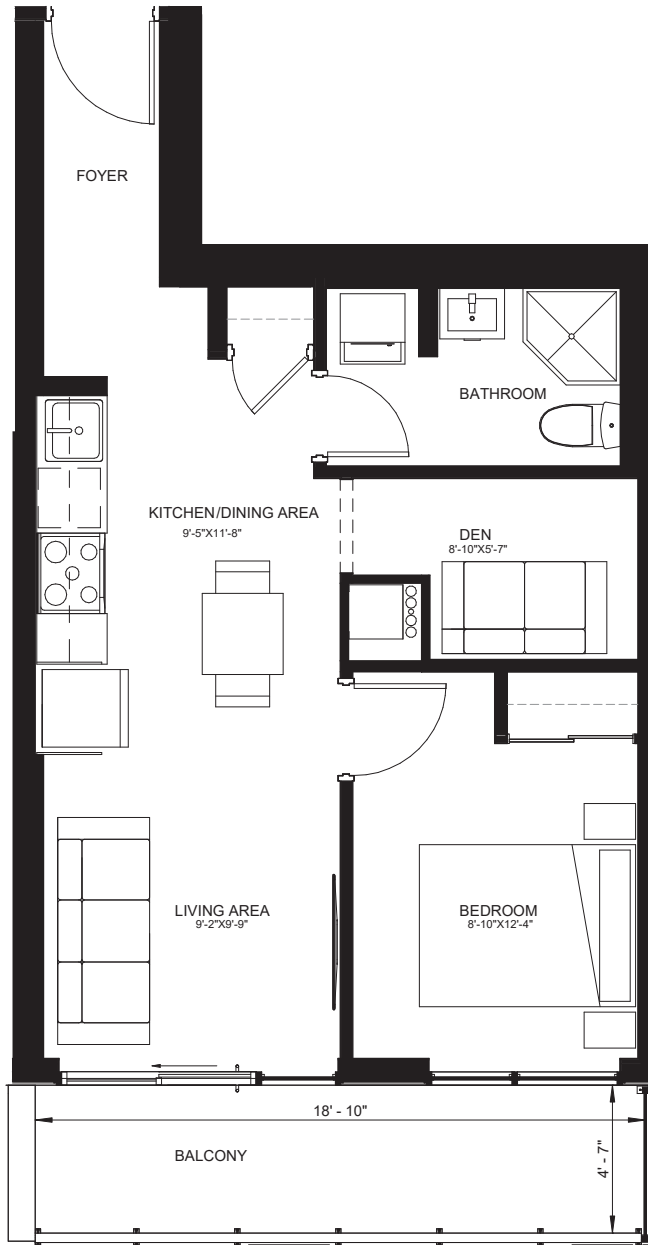 FOYER
BATHROOM
KITCHEN/DINING AREA
9'-5"X11'-8"
DEN
8'-10"X5'-7"
LIVING AREA
9'-2"X9'-9"
BEDROOM
8'-10"X12'-4"
18' - 10"
BALCONY
4' - 7"